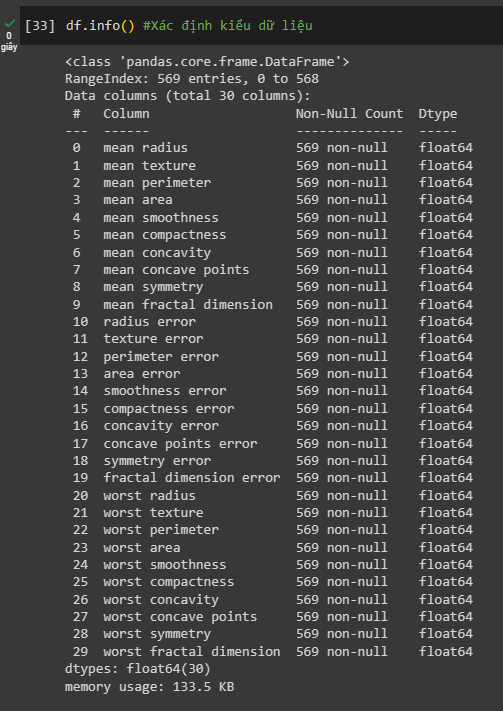 [33] df.info() #Xác định kiểu dữ liệu
0
giây
<class 'pandas.core.frame.DataFrame'>
RangeIndex: 569 entries, 0 to 568
Data columns (total 30 columns):
 #   Column                   Non-Null Count  Dtype
---  ------                   --------------  -----
 0   mean radius              569 non-null    float64
 1   mean texture             569 non-null    float64
 2   mean perimeter           569 non-null    float64
 3   mean area                569 non-null    float64
 4   mean smoothness          569 non-null    float64
 5   mean compactness         569 non-null    float64
 6   mean concavity           569 non-null    float64
 7   mean concave points      569 non-null    float64
 8   mean symmetry            569 non-null    float64
 9   mean fractal dimension   569 non-null    float64
 10  radius error             569 non-null    float64
 11  texture error            569 non-null    float64
 12  perimeter error          569 non-null    float64
 13  area error               569 non-null    float64
 14  smoothness error         569 non-null    float64
 15  compactness error        569 non-null    float64
 16  concavity error          569 non-null    float64
 17  concave points error     569 non-null    float64
 18  symmetry error           569 non-null    float64
 19  fractal dimension error  569 non-null    float64
 20  worst radius             569 non-null    float64
 21  worst texture            569 non-null    float64
 22  worst perimeter          569 non-null    float64
 23  worst area               569 non-null    float64
 24  worst smoothness         569 non-null    float64
 25  worst compactness        569 non-null    float64
 26  worst concavity          569 non-null    float64
 27  worst concave points     569 non-null    float64
 28  worst symmetry           569 non-null    float64
 29  worst fractal dimension  569 non-null    float64
dtypes: float64(30)
memory usage: 133.5 KB